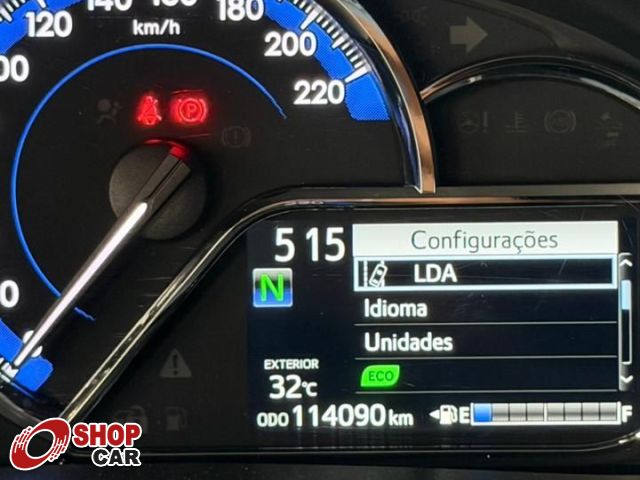 120
160
180
200
220
km/h
P
5 15
Configurações
LDA
Idioma
Unidades
N
EXTERIOR
32°C
ECO
ODO 114090 km
E F
SHOP
CAR